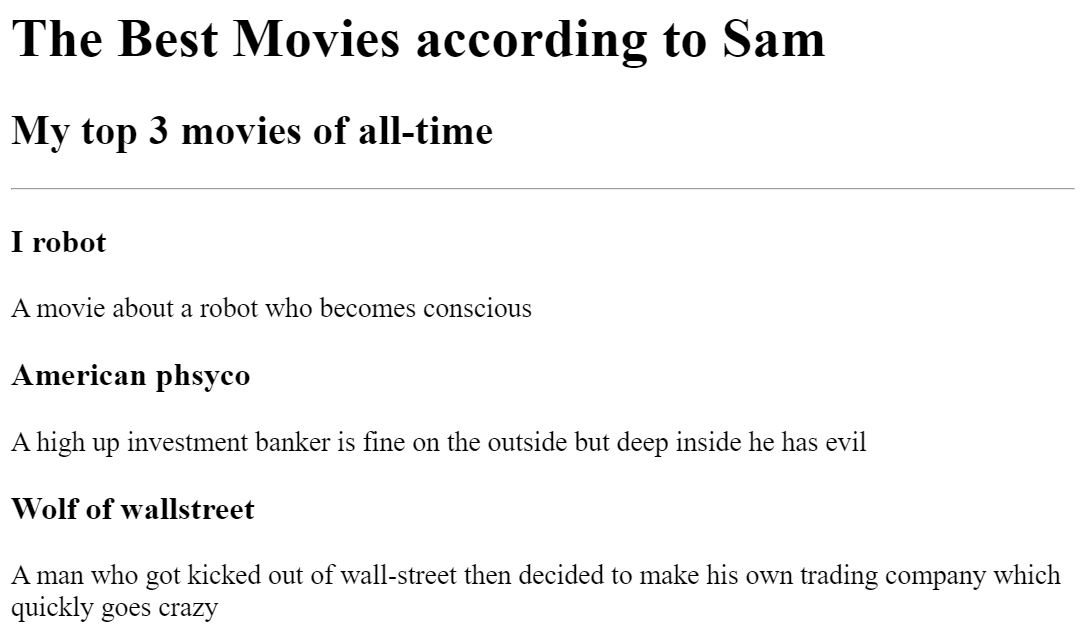 The Best Movies according to Sam
My top 3 movies of all-time
I robot
A movie about a robot who becomes conscious
American phsyco
A high up investment banker is fine on the outside but deep inside he has evil
Wolf of wallstreet
A man who got kicked out of wall-street then decided to make his own trading company which
quickly goes crazy